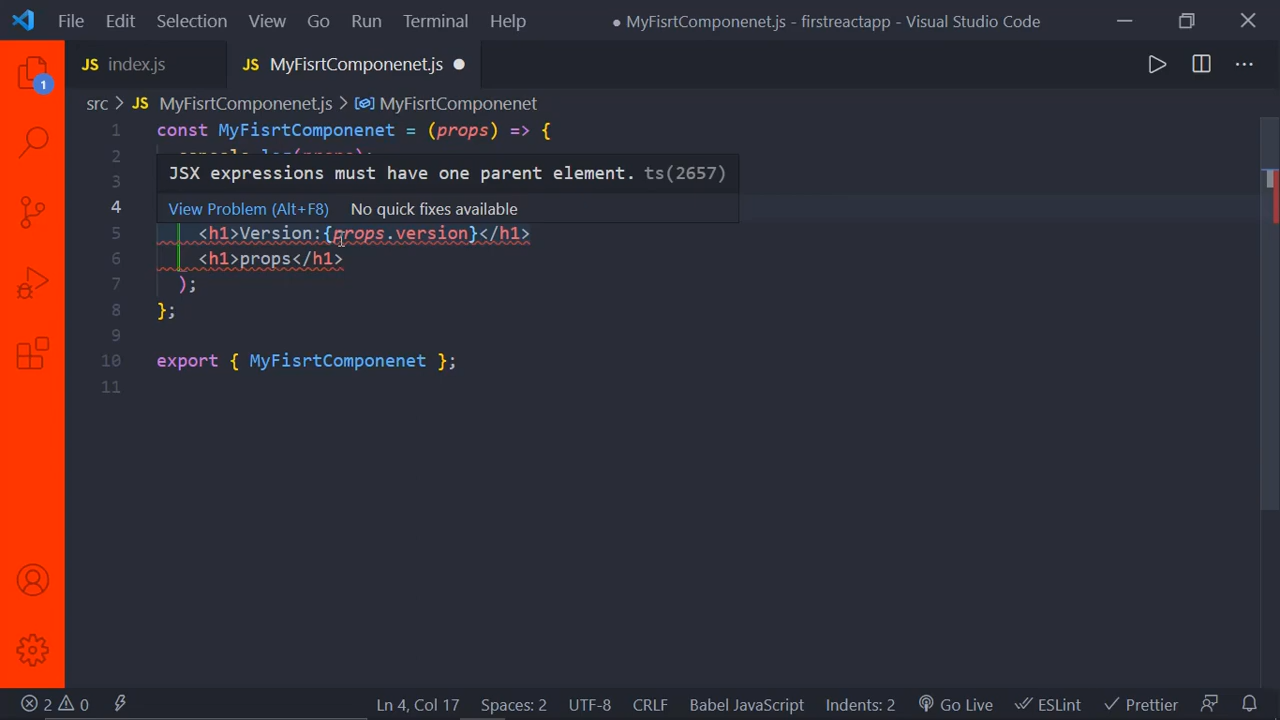 File Edit Selection View Go Run Terminal Help ● MyFisrtComponenet.js - firstreactapp - Visual Studio Code
JS index.js JS MyFisrtComponenet.js ●
src > JS MyFisrtComponenet.js > MyFisrtComponenet
1 const MyFisrtComponenet = (props) => {
2 console.log(props);
3
JSX expressions must have one parent element. ts(2657)
4
View Problem (Alt+F8) No quick fixes available
5 <h1>Version:{props.version}</h1>
6 <h1>props</h1>
7 );
8 };
9
10 export { MyFisrtComponenet };
11
1
2 0 Ln 4, Col 17 Spaces: 2 UTF-8 CRLF Babel JavaScript Indents: 2 Go Live ESLint Prettier